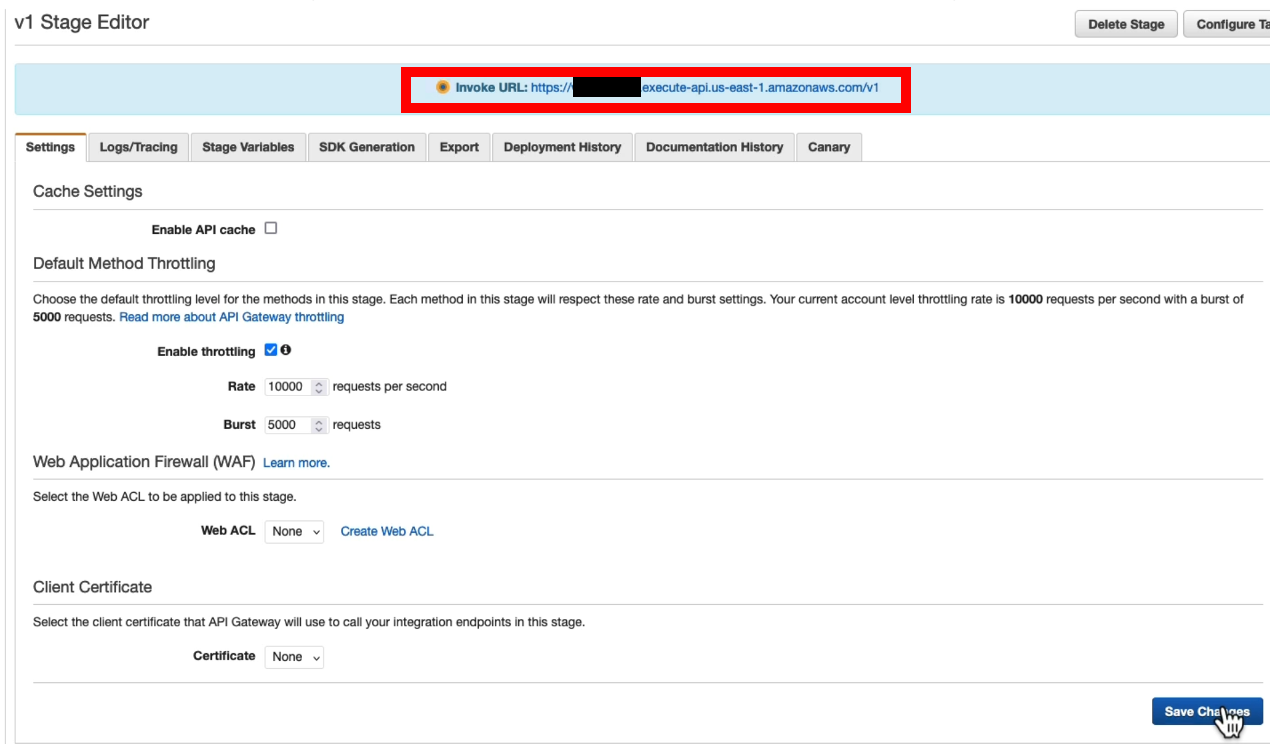 v1 Stage Editor
Delete Stage
Configure Ta
Invoke URL: https:// .execute-api.us-east-1.amazonaws.com/v1
Settings Logs/Tracing Stage Variables SDK Generation Export Deployment History Documentation History Canary
Cache Settings
Enable API cache
Default Method Throttling
Choose the default throttling level for the methods in this stage. Each method in this stage will respect these rate and burst settings. Your current account level throttling rate is 10000 requests per second with a burst of
5000 requests. Read more about API Gateway throttling
Enable throttling
Rate 10000 requests per second
Burst 5000 requests
Web Application Firewall (WAF) Learn more.
Select the Web ACL to be applied to this stage.
Web ACL None Create Web ACL
Client Certificate
Select the client certificate that API Gateway will use to call your integration endpoints in this stage.
Certificate None
Save Changes